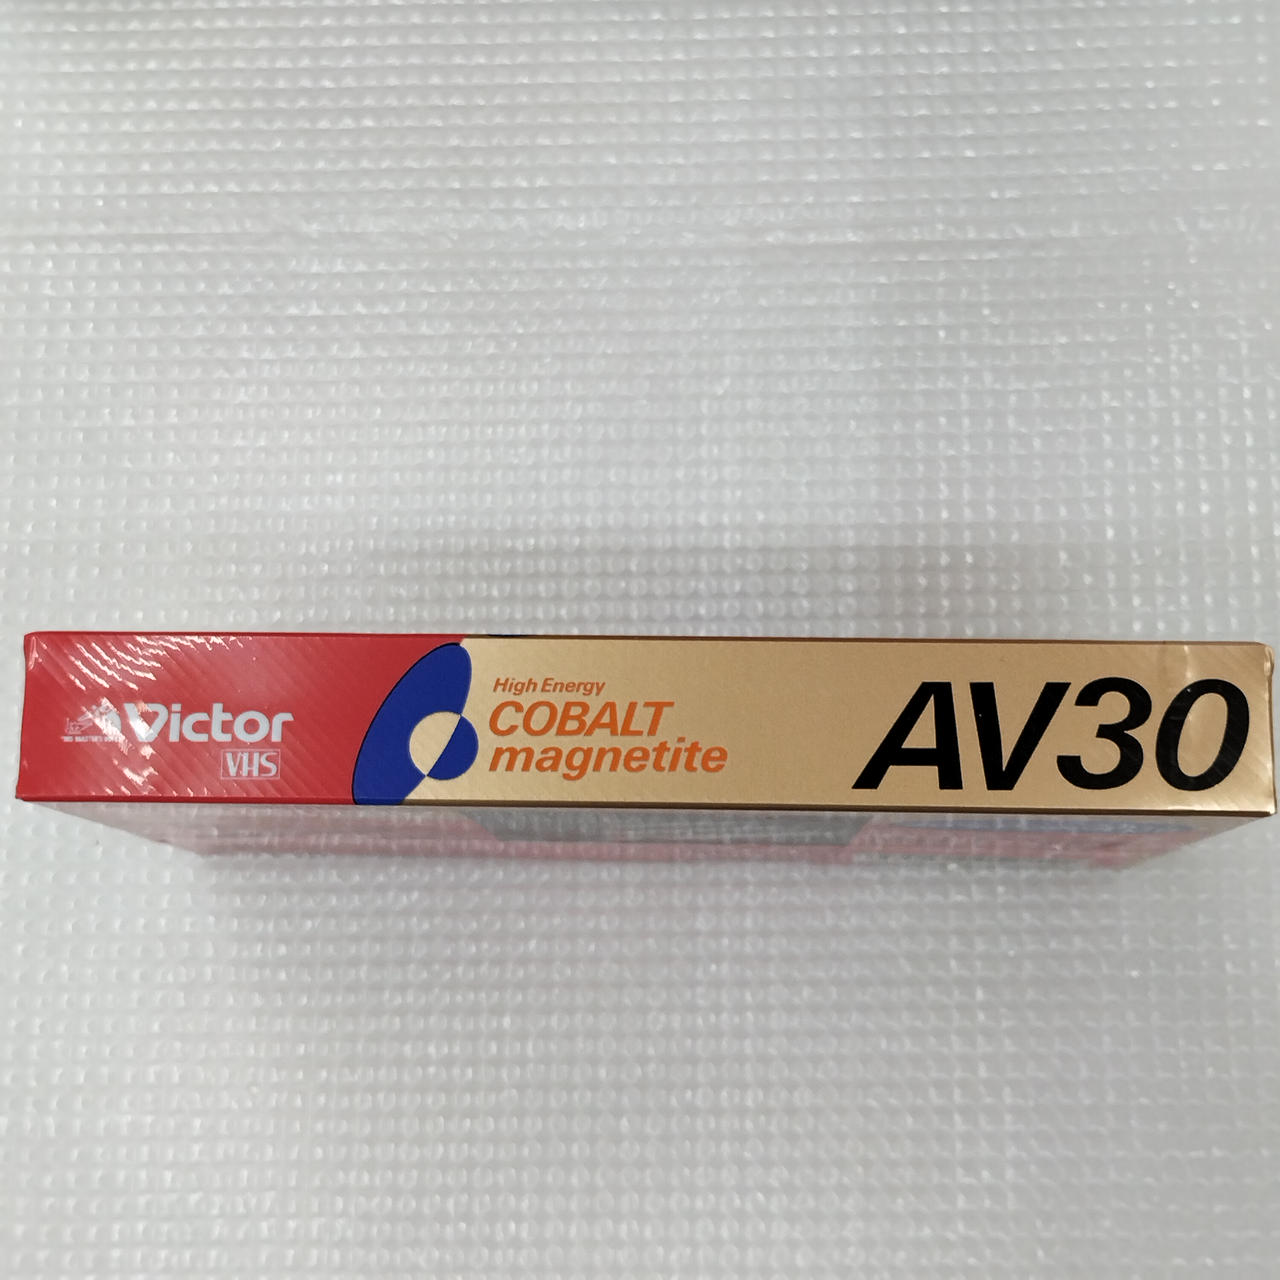 Victor
VHS
High Energy
COBALT
magnetite
AV30